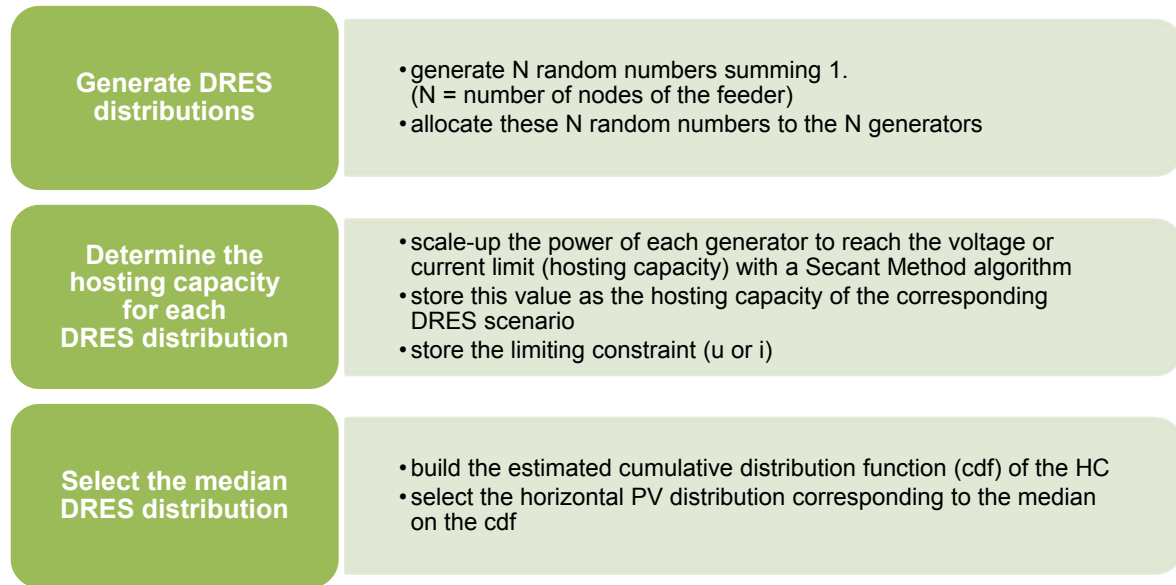 Generate DRES
distributions
•generate N random numbers summing 1.
(N = number of nodes of the feeder)
•allocate these N random numbers to the N generators
Determine the
hosting capacity
for each
DRES distribution
•scale-up the power of each generator to reach the voltage or
current limit (hosting capacity) with a Secant Method algorithm
•store this value as the hosting capacity of the corresponding
DRES scenario
•store the limiting constraint (u or i)
Select the median
DRES distribution
•build the estimated cumulative distribution function (cdf) of the HC
•select the horizontal PV distribution corresponding to the median
on the cdf